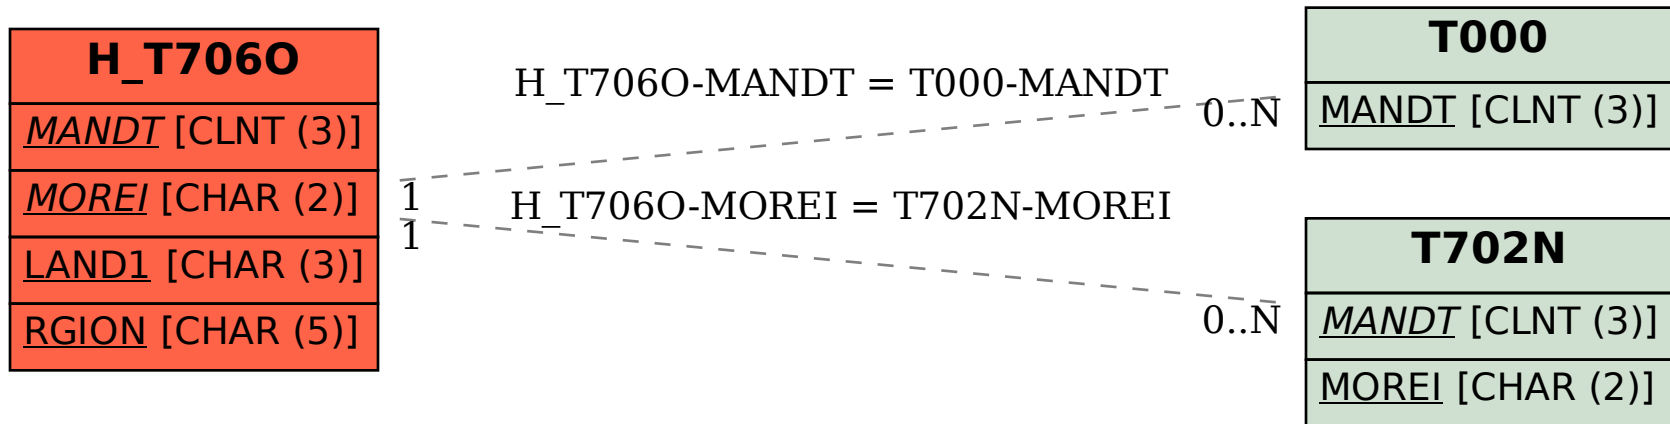 H_T706O
MANDT [CLNT (3)]
MOREI [CHAR (2)]
LAND1 [CHAR (3)]
RGION [CHAR (5)]
H_T706O-MANDT = T000-MANDT
0..N
1
H_T706O-MOREI = T702N-MOREI
1
0..N
T000
MANDT [CLNT (3)]
T702N
MANDT [CLNT (3)]
MOREI [CHAR (2)]